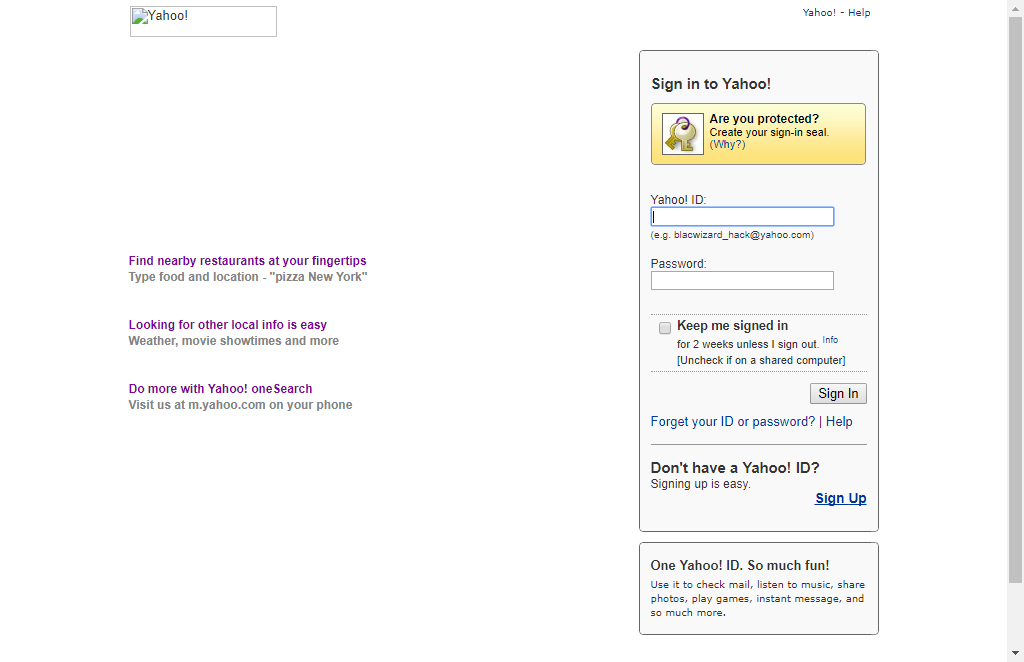 Yahoo!
Yahoo! - Help
Sign in to Yahoo!
Are you protected?
Create your sign-in seal.
(Why?)
Yahoo! ID:
(e.g. blacwizard_hack@yahoo.com)
Password:
Find nearby restaurants at your fingertips
Type food and location - "pizza New York"
Looking for other local info is easy
Weather, movie showtimes and more
Do more with Yahoo! oneSearch
Visit us at m.yahoo.com on your phone
Keep me signed in
for 2 weeks unless I sign out. Info
[Uncheck if on a shared computer]
Sign In
Forget your ID or password? | Help
Don't have a Yahoo! ID?
Signing up is easy.
Sign Up
One Yahoo! ID. So much fun!
Use it to check mail, listen to music, share
photos, play games, instant message, and
so much more.